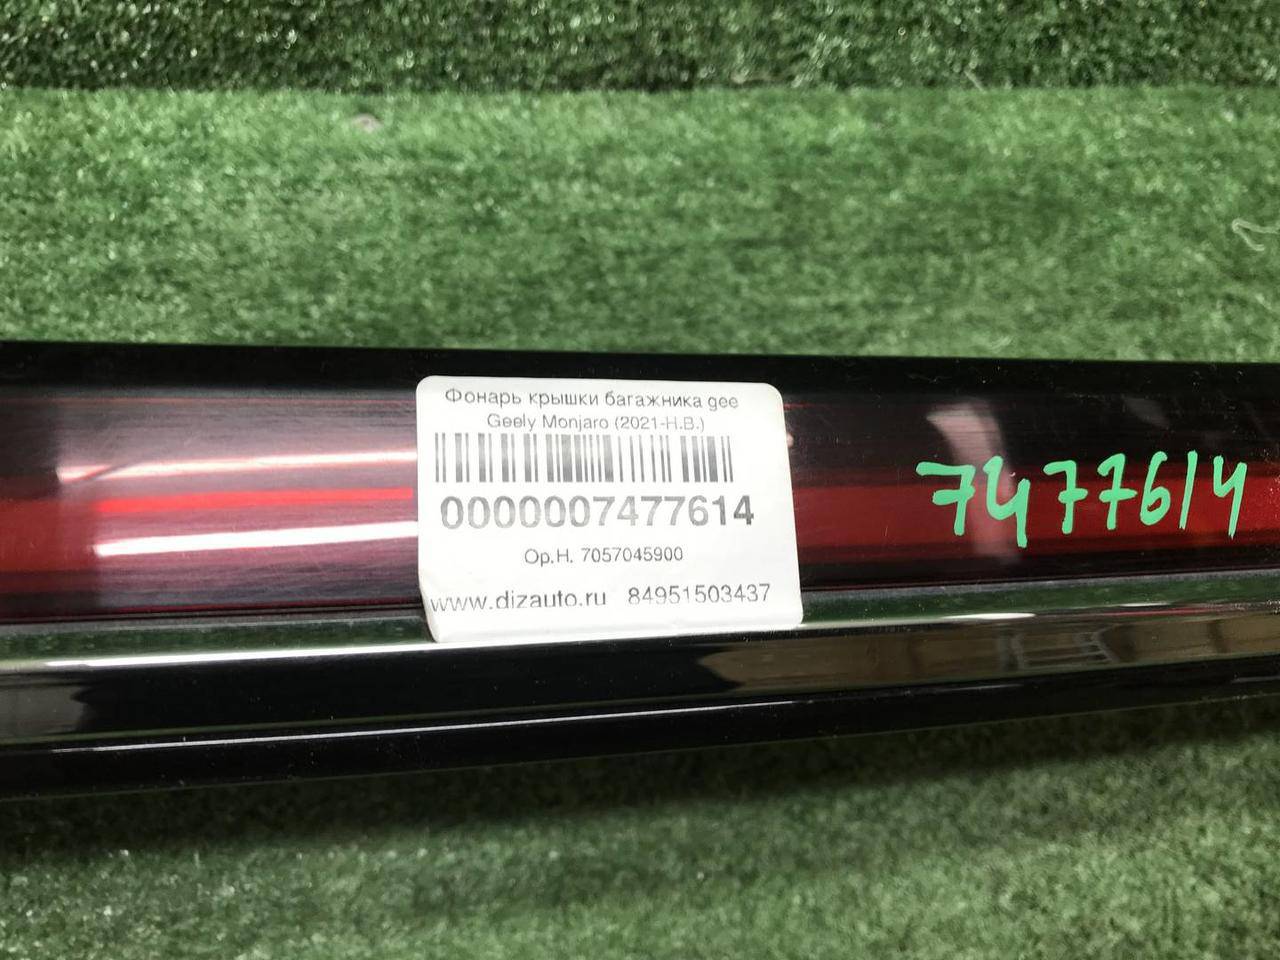 Фонарь крышки багажника gee
Geely Monjaro (2021-Н.В.)
0000007477614
Ор.Н. 7057045900
www.dizauto.ru 84951503437
7477614